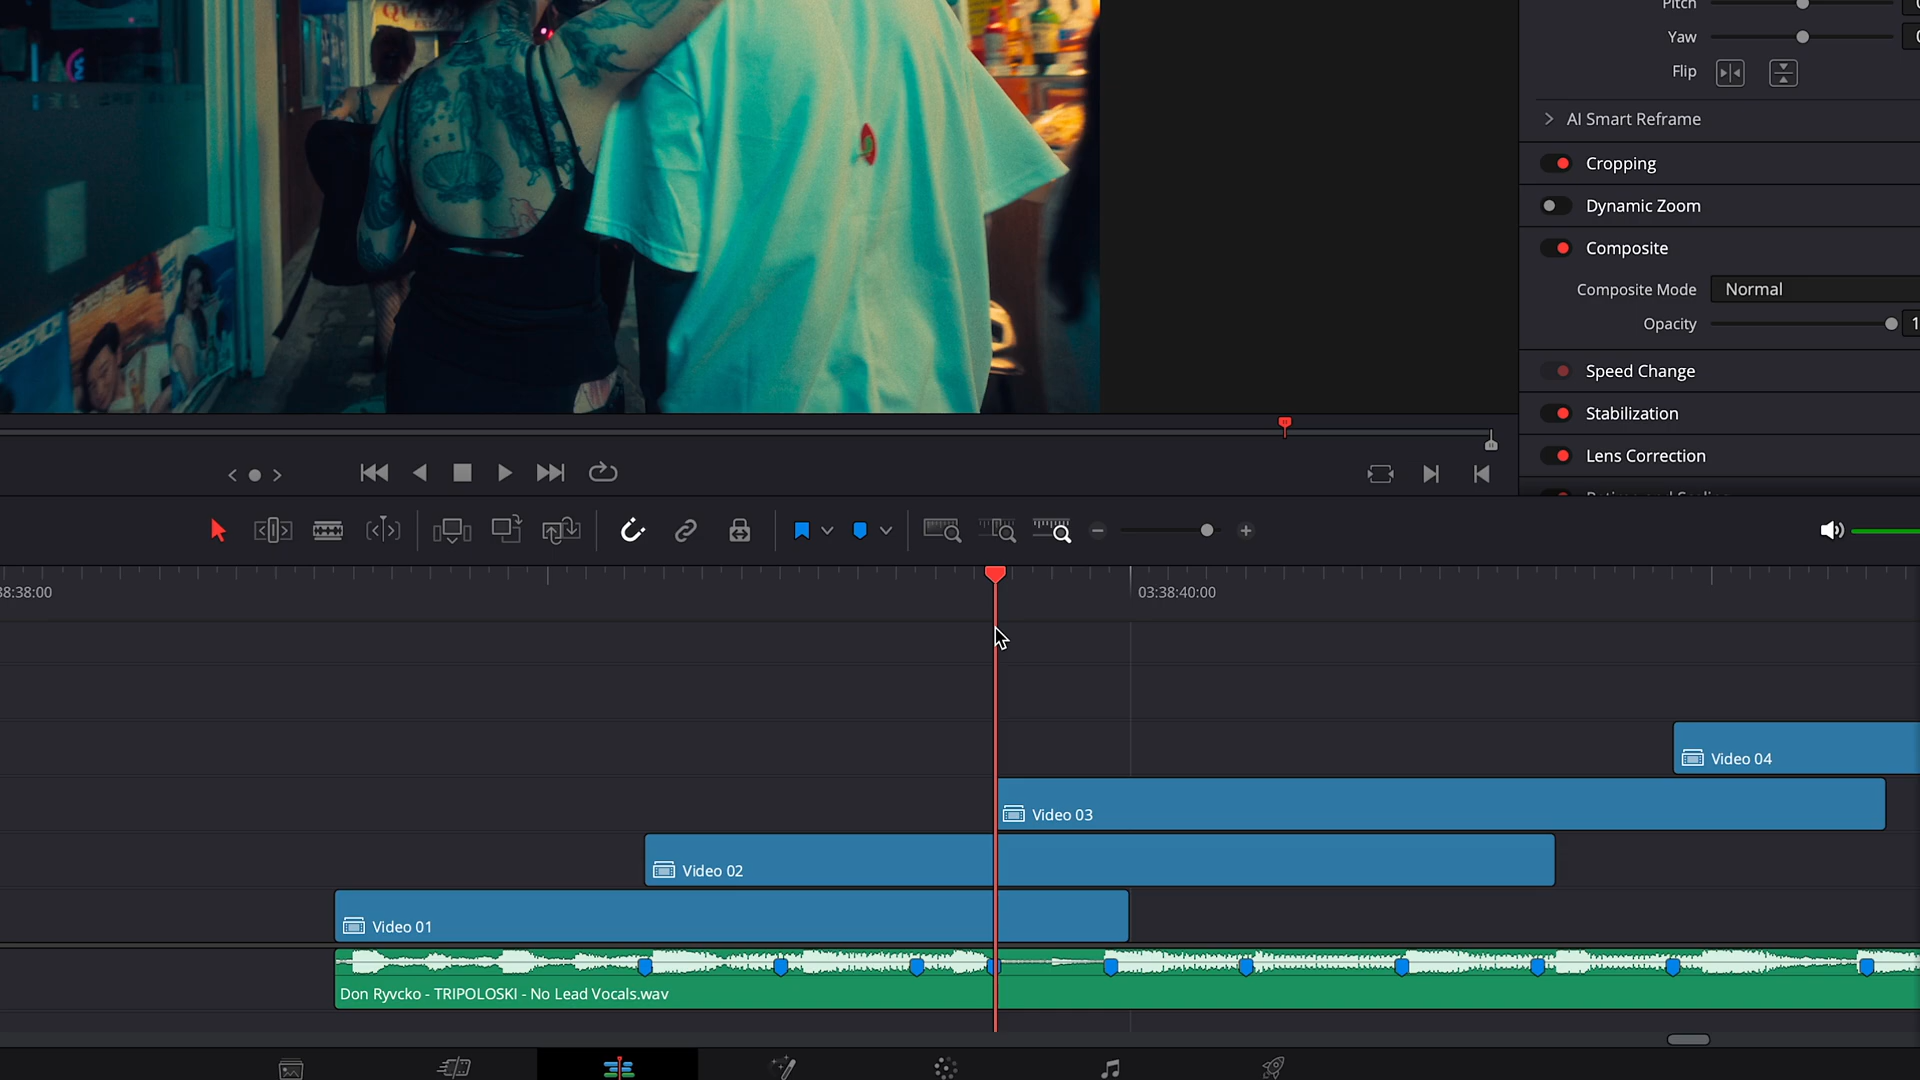 Pitch
Yaw
Flip
AI Smart Reframe
Cropping
Dynamic Zoom
Composite
Composite Mode Normal
Opacity
Speed Change
Stabilization
Lens Correction
8:38:00
03:38:40:00
Video 04
Video 03
Video 02
Video 01
Don Ryvcko - TRIPOLOSKI - No Lead Vocals.wav